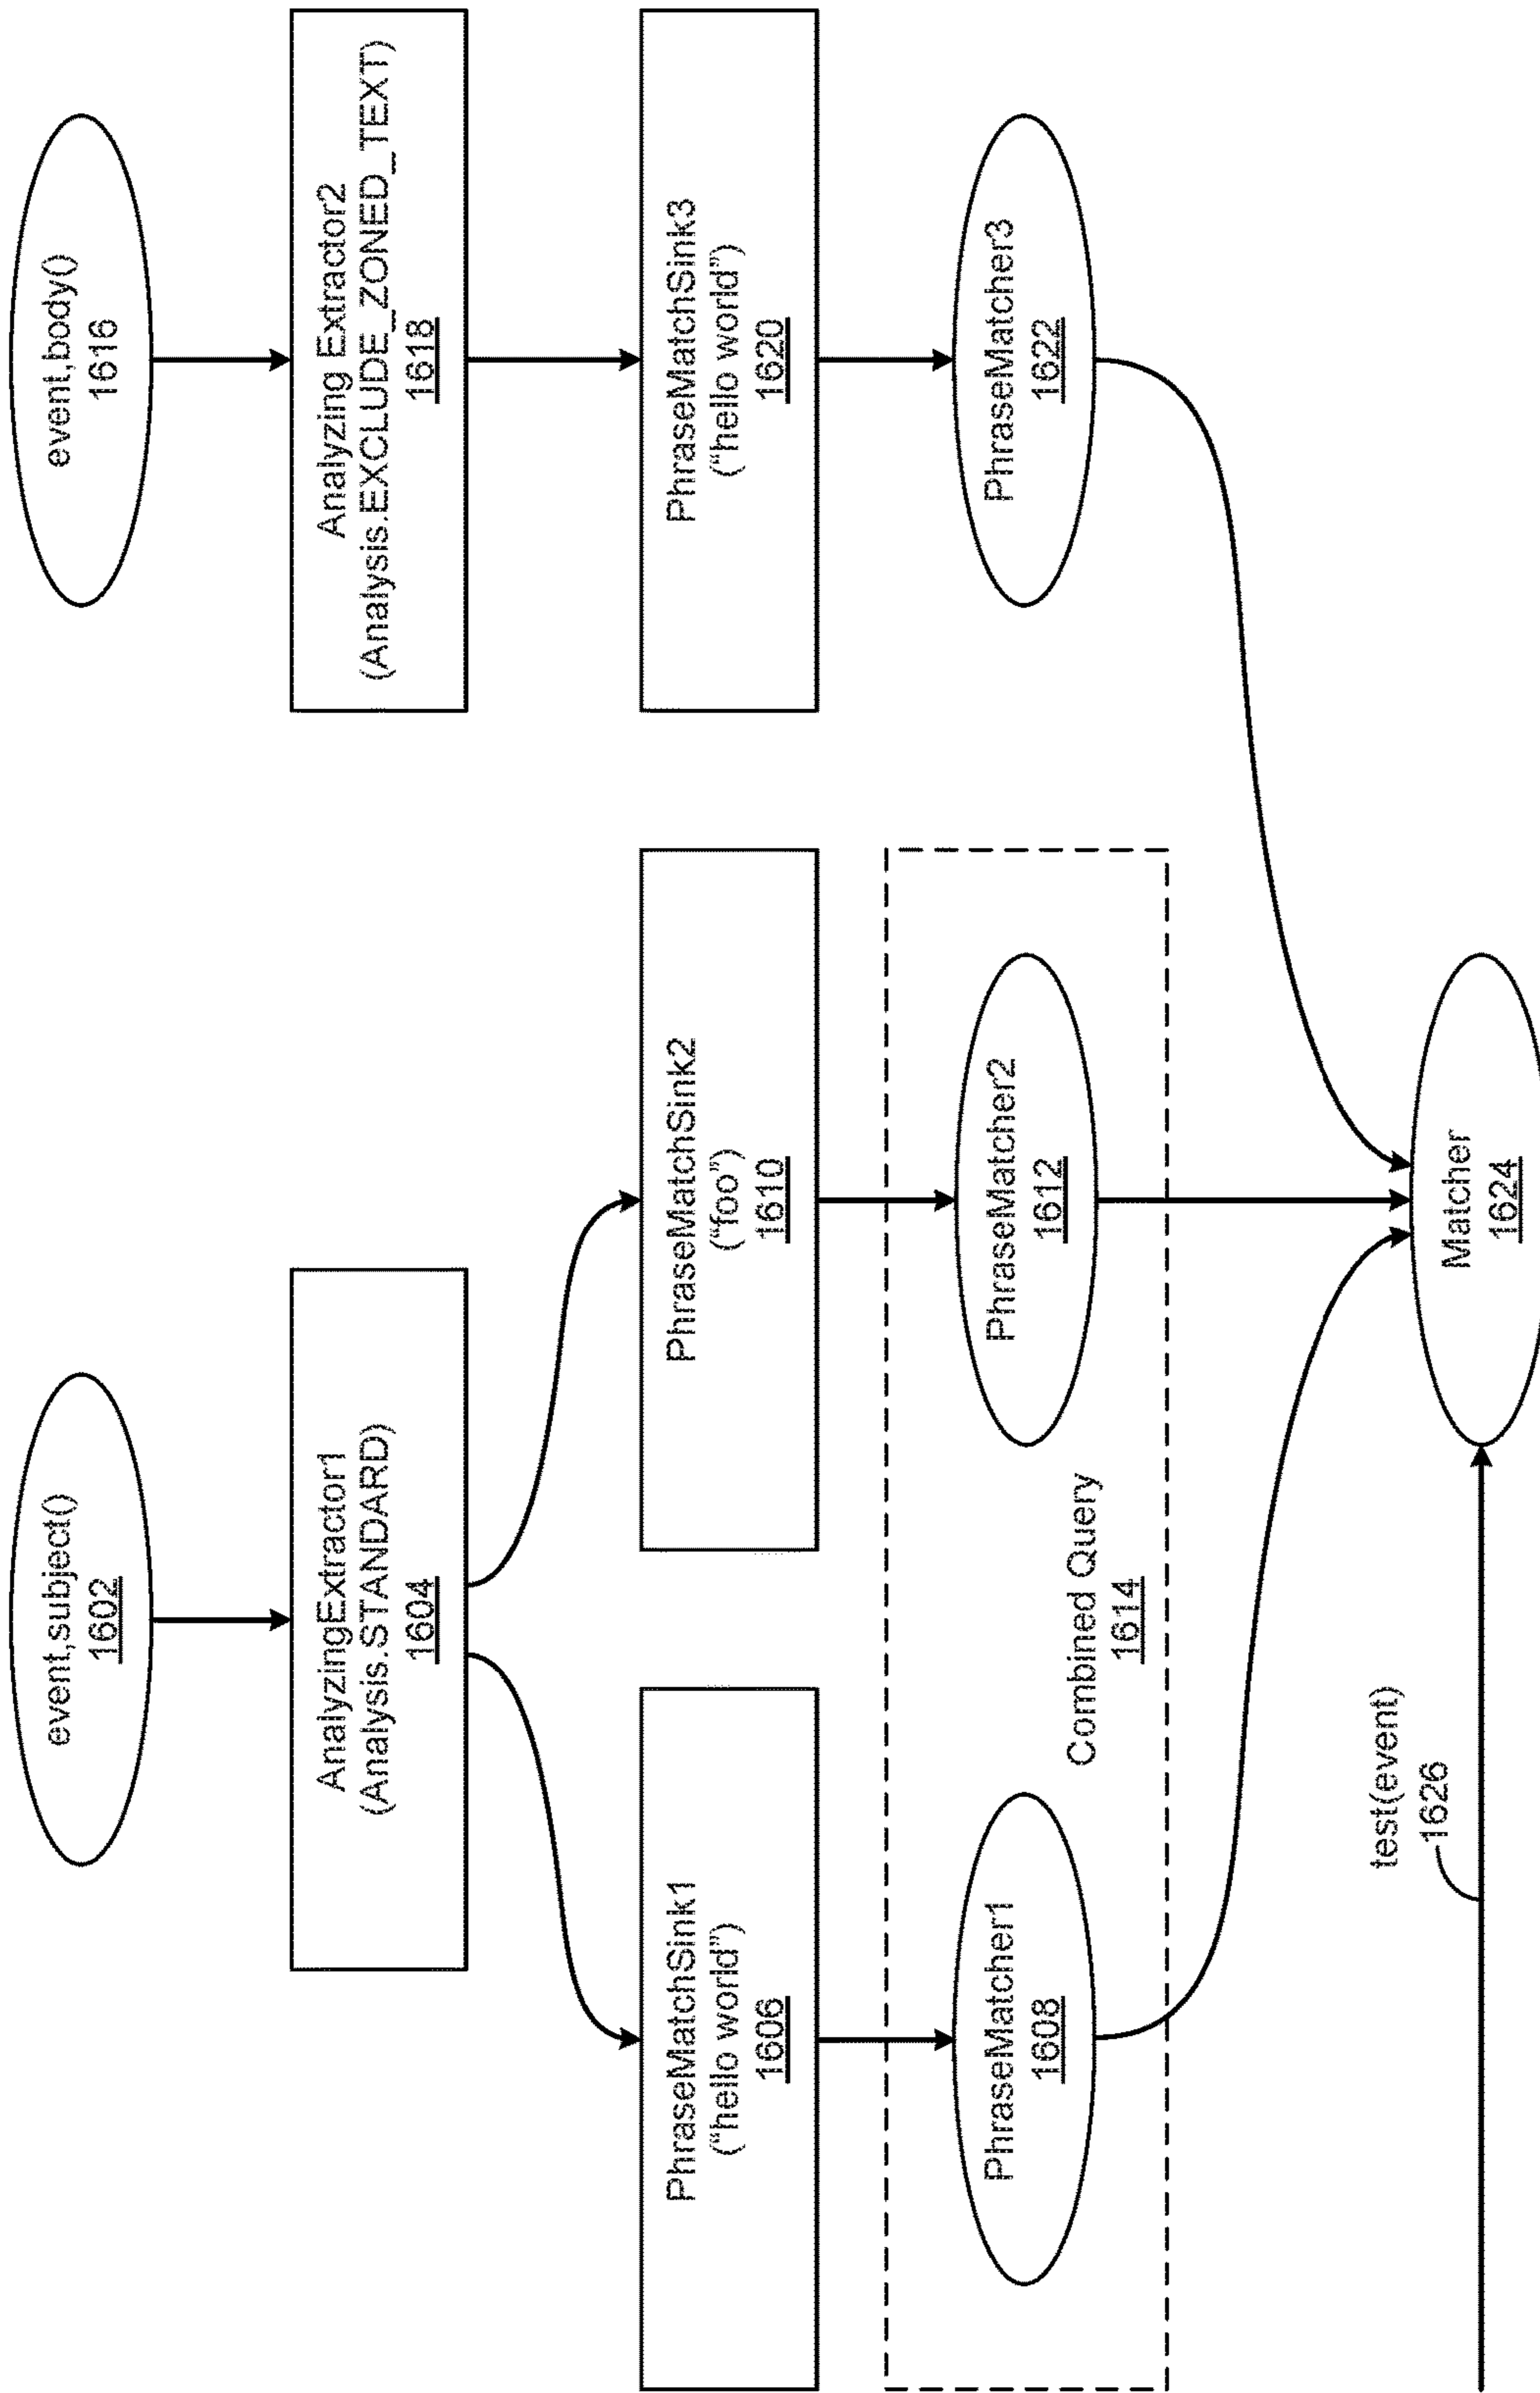 event,subject()
1602
event,body()
1616
AnalyzingExtractor1
(Analysis.STANDARD)
1604
Analyzing Extractor2
(Analysis.EXCLUDE_ZONED_TEXT)
1618
PhraseMatchSink1
("hello world")
1606
PhraseMatchSink2
("foo")
1610
PhraseMatchSink3
("hello world")
1620
PhraseMatcher1
1608
Combined Query
1614
PhraseMatcher2
1612
PhraseMatcher3
1622
test(event)
1626
Matcher
1624